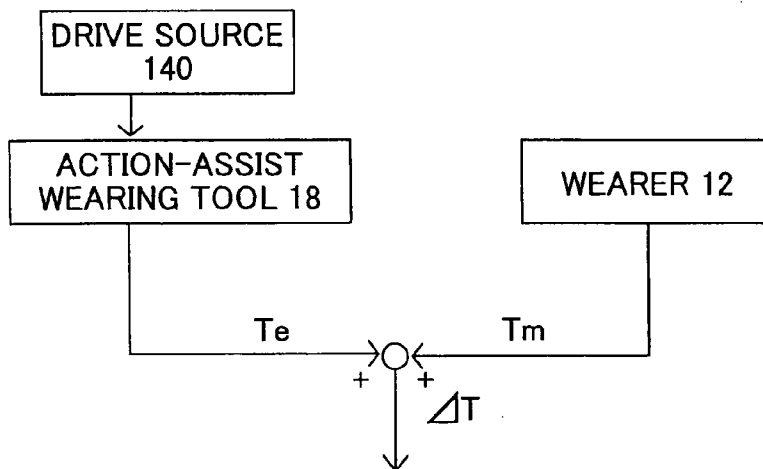 DRIVE SOURCE
140
ACTION-ASSIST
WEARING TOOL 18
WEARER 12
Te
Tm
+
+
⊿T